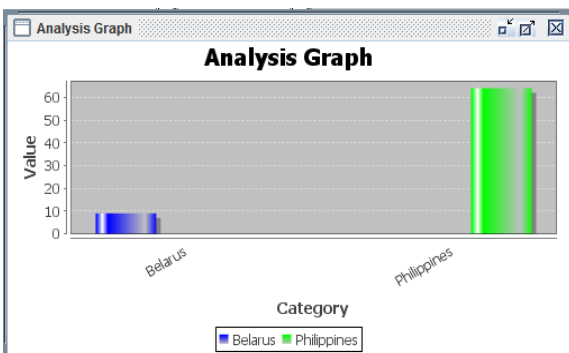 Analysis Graph
Analysis Graph
Value
60
50
40
30
20
10
0
Belarus
Philippines
Category
Belarus Philippines